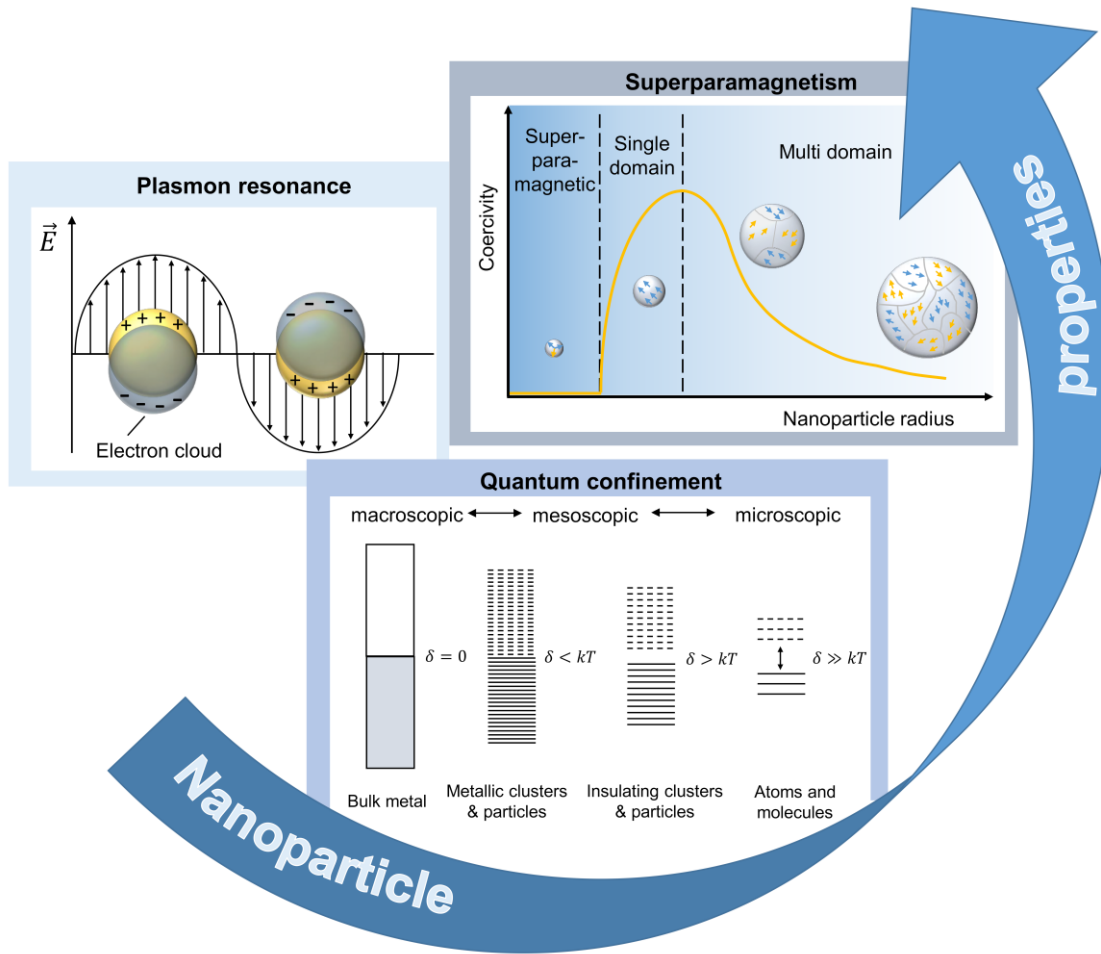 Superparamagnetism
Coercivity
Super-
para-
magnetic
Single
domain
Multi domain
Nanoparticle radius
Plasmon resonance
$\vec{E}$
+ + + +
- - - -
- - - -
+ + + +
Electron cloud
Quantum confinement
macroscopic
mesoscopic
microscopic
δ = 0
δ < kT
δ > kT
δ ≫ kT
Bulk metal
Metallic clusters
& particles
Insulating clusters
& particles
Atoms and
molecules
Nanoparticle
properties